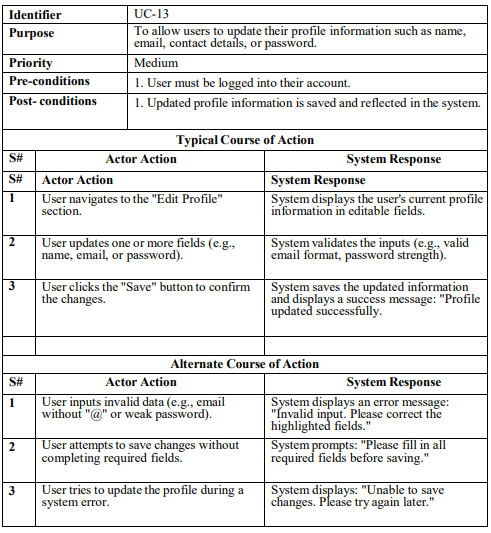 Identifier UC-13
Purpose To allow users to update their profile information such as name,
email, contact details, or password.
Priority Medium
Pre-conditions 1. User must be logged into their account.
Post- conditions 1. Updated profile information is saved and reflected in the system.
Typical Course of Action
S# Actor Action System Response
S# Actor Action System Response
1 User navigates to the "Edit Profile" System displays the user's current profile
section. information in editable fields.
2 User updates one or more fields (e.g., System validates the inputs (e.g., valid
name, email, or password). email format, password strength).
3 User clicks the "Save" button to confirm System saves the updated information
the changes. and displays a success message: "Profile
updated successfully.
Alternate Course of Action
S# Actor Action System Response
1 User inputs invalid data (e.g., email System displays an error message:
without "@" or weak password). "Invalid input. Please correct the
highlighted fields."
2 User attempts to save changes without System prompts: "Please fill in all
completing required fields. required fields before saving."
3 User tries to update the profile during a System displays: "Unable to save
system error. changes. Please try again later."